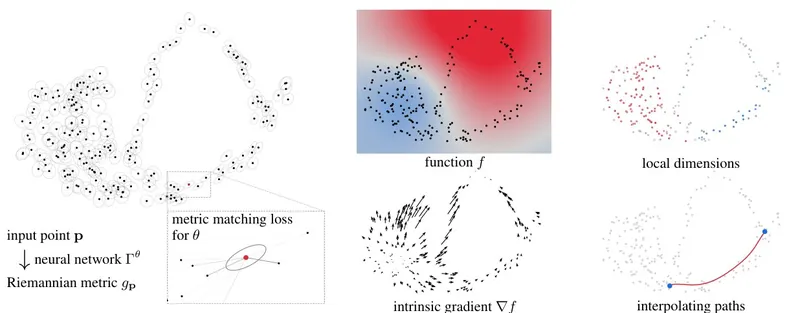 metric matching loss
for θ
input point p
↓ neural network Γ^θ
Riemannian metric g_p
function f
intrinsic gradient ∇f
local dimensions
interpolating paths